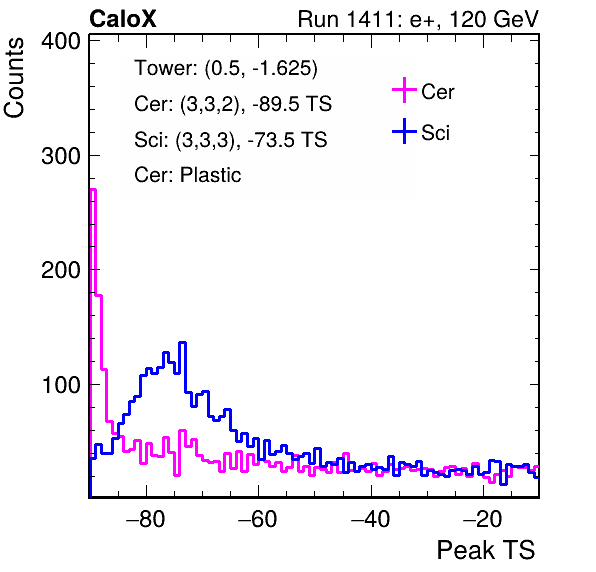 CaloX Run 1411: e+, 120 GeV
Counts
400
300
200
100
Tower: (0.5, -1.625)
Cer: (3,3,2), -89.5 TS
Sci: (3,3,3), -73.5 TS
Cer: Plastic
Cer
Sci
−80 −60 −40 −20
Peak TS